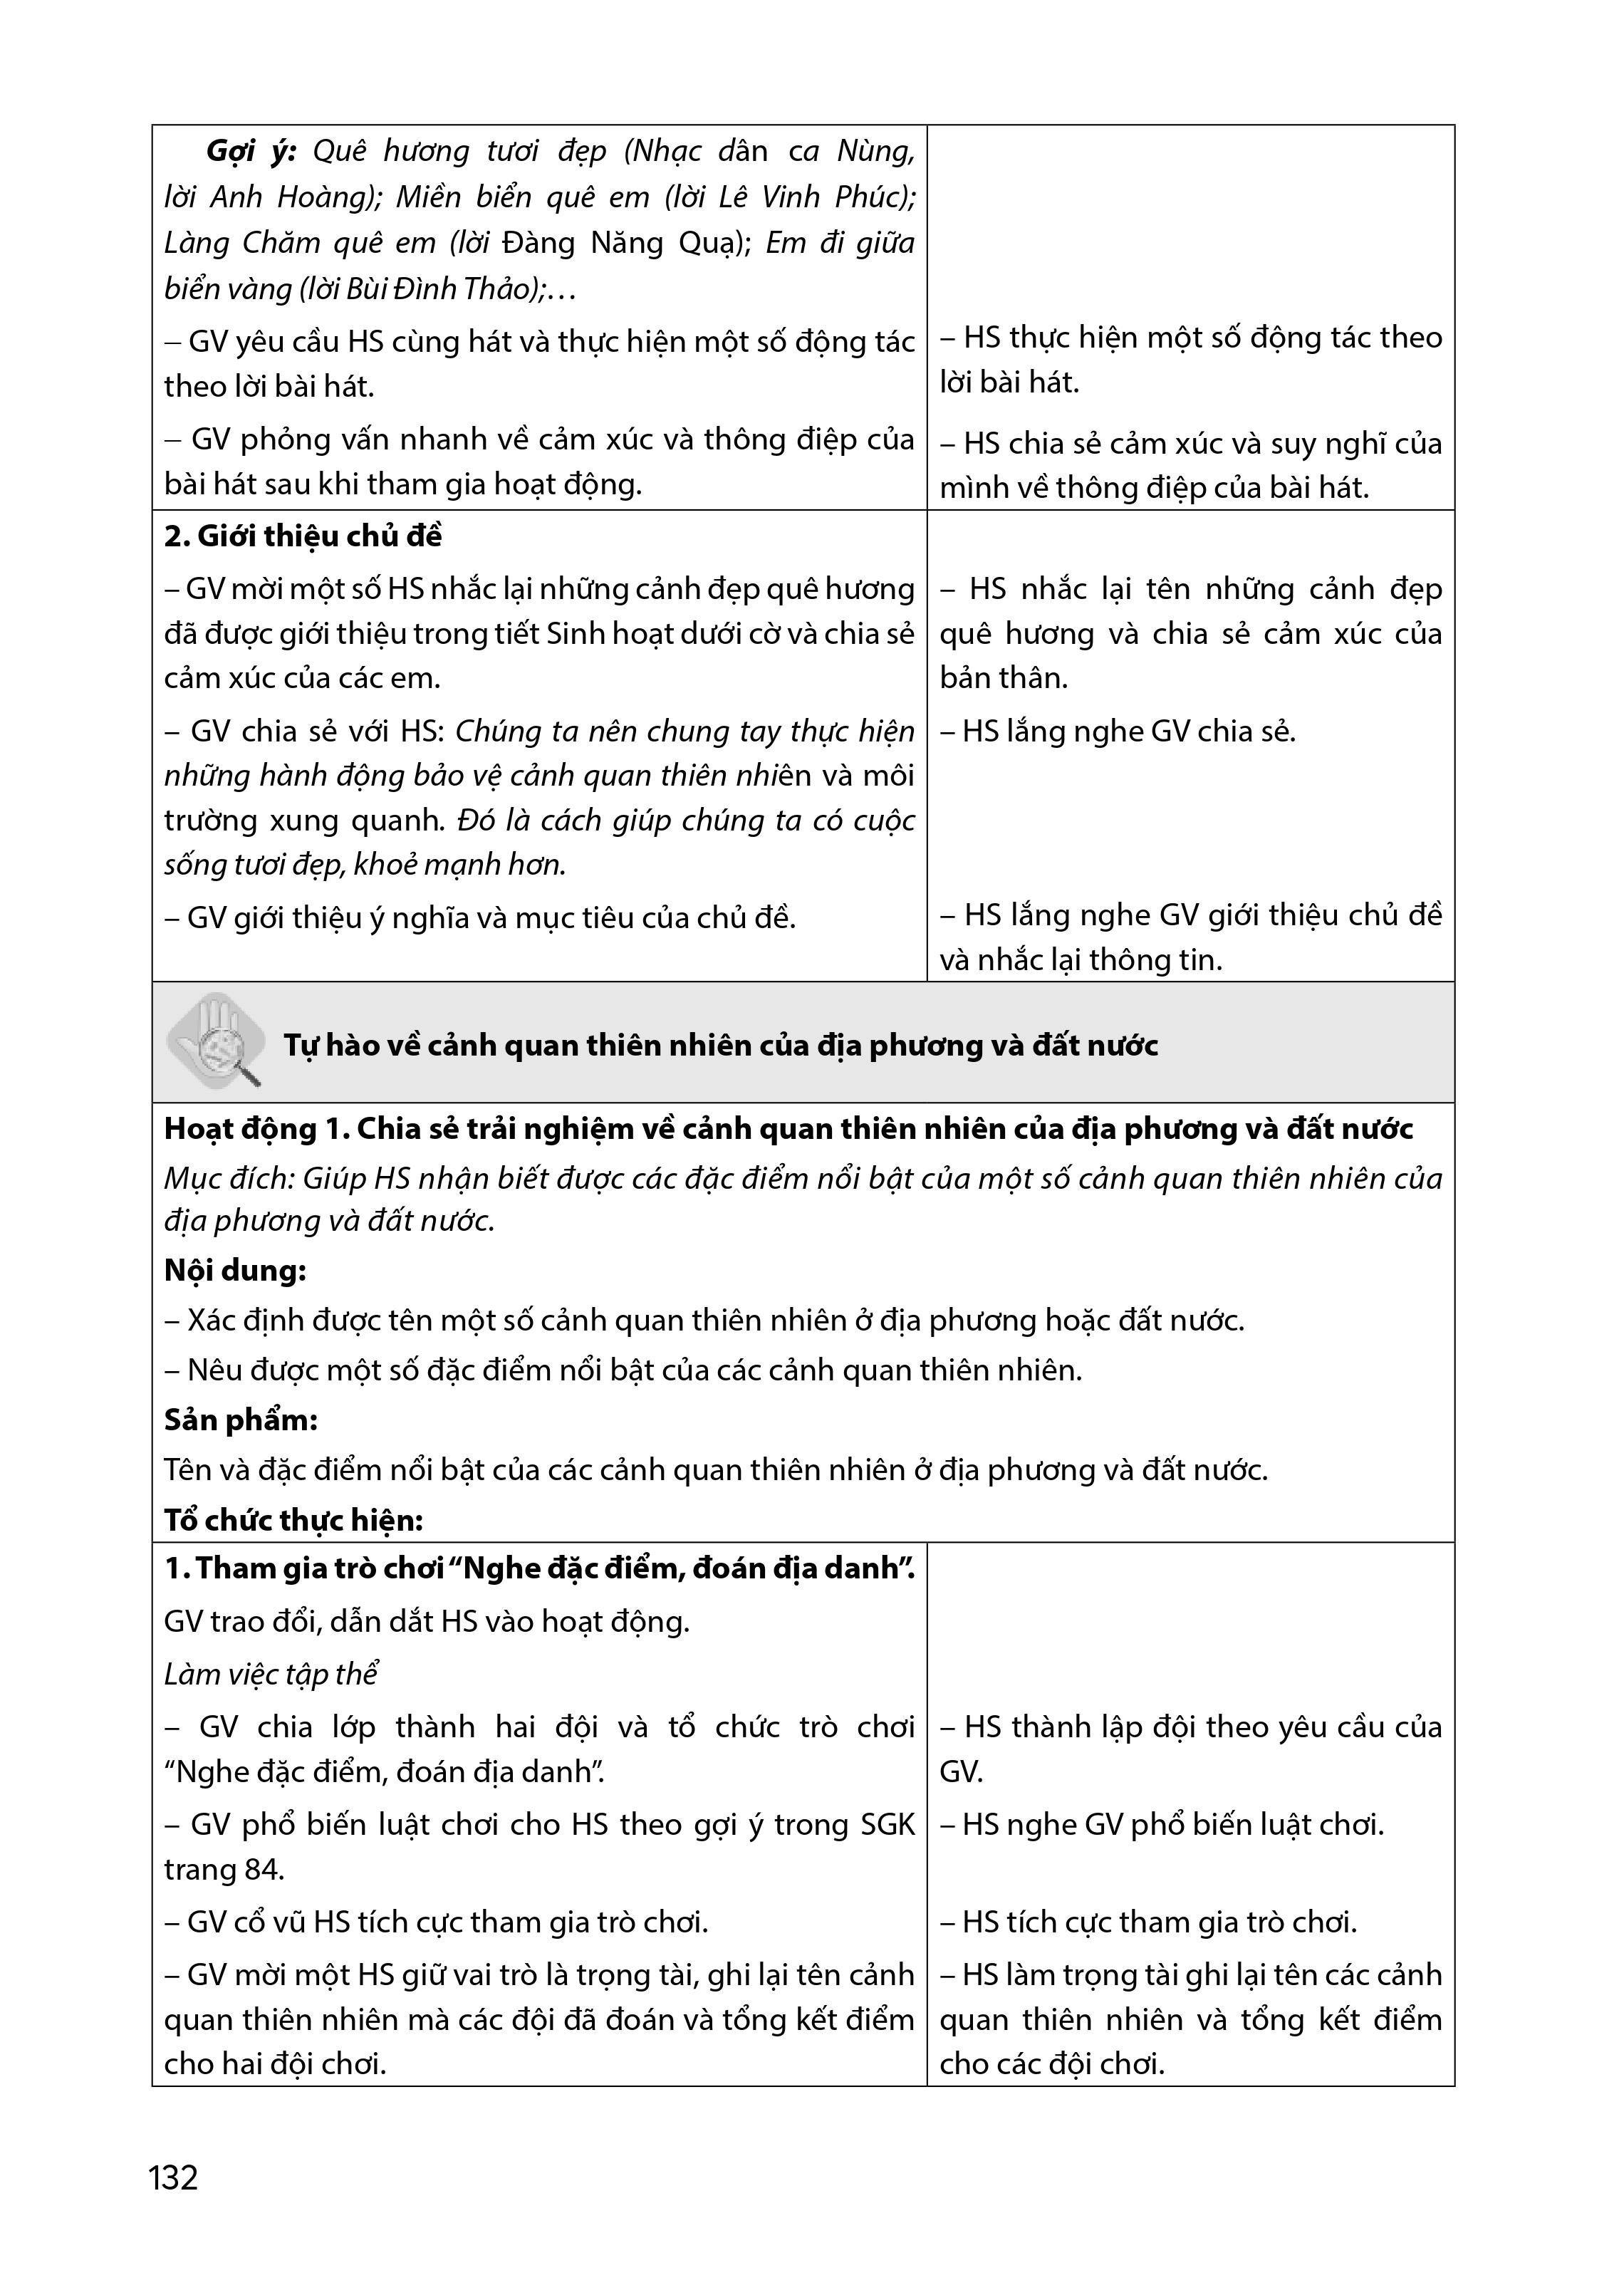 Gợi ý: Quê hương tươi đẹp (Nhạc dân ca Nùng,
lời Anh Hoàng); Miền biển quê em (lời Lê Vinh Phúc);
Làng Chăm quê em (lời Đàng Năng Quạ); Em đi giữa
biển vàng (lời Bùi Đình Thảo);…
– GV yêu cầu HS cùng hát và thực hiện một số động tác
theo lời bài hát.
– GV phỏng vấn nhanh về cảm xúc và thông điệp của
bài hát sau khi tham gia hoạt động.
– HS thực hiện một số động tác theo
lời bài hát.
– HS chia sẻ cảm xúc và suy nghĩ của
mình về thông điệp của bài hát.
2. Giới thiệu chủ đề
– GV mời một số HS nhắc lại những cảnh đẹp quê hương
đã được giới thiệu trong tiết Sinh hoạt dưới cờ và chia sẻ
cảm xúc của các em.
– GV chia sẻ với HS: Chúng ta nên chung tay thực hiện
những hành động bảo vệ cảnh quan thiên nhiên và môi
trường xung quanh. Đó là cách giúp chúng ta có cuộc
sống tươi đẹp, khoẻ mạnh hơn.
– GV giới thiệu ý nghĩa và mục tiêu của chủ đề.
– HS nhắc lại tên những cảnh đẹp
quê hương và chia sẻ cảm xúc của
bản thân.
– HS lắng nghe GV chia sẻ.
– HS lắng nghe GV giới thiệu chủ đề
và nhắc lại thông tin.
Tự hào về cảnh quan thiên nhiên của địa phương và đất nước
Hoạt động 1. Chia sẻ trải nghiệm về cảnh quan thiên nhiên của địa phương và đất nước
Mục đích: Giúp HS nhận biết được các đặc điểm nổi bật của một số cảnh quan thiên nhiên của
địa phương và đất nước.
Nội dung:
– Xác định được tên một số cảnh quan thiên nhiên ở địa phương hoặc đất nước.
– Nêu được một số đặc điểm nổi bật của các cảnh quan thiên nhiên.
Sản phẩm:
Tên và đặc điểm nổi bật của các cảnh quan thiên nhiên ở địa phương và đất nước.
Tổ chức thực hiện:
1. Tham gia trò chơi “Nghe đặc điểm, đoán địa danh”.
GV trao đổi, dẫn dắt HS vào hoạt động.
Làm việc tập thể
– GV chia lớp thành hai đội và tổ chức trò chơi
“Nghe đặc điểm, đoán địa danh”.
– GV phổ biến luật chơi cho HS theo gợi ý trong SGK
trang 84.
– GV cổ vũ HS tích cực tham gia trò chơi.
– GV mời một HS giữ vai trò là trọng tài, ghi lại tên cảnh
quan thiên nhiên mà các đội đã đoán và tổng kết điểm
cho hai đội chơi.
– HS thành lập đội theo yêu cầu của
GV.
– HS nghe GV phổ biến luật chơi.
– HS tích cực tham gia trò chơi.
– HS làm trọng tài ghi lại tên các cảnh
quan thiên nhiên và tổng kết điểm
cho các đội chơi.
132